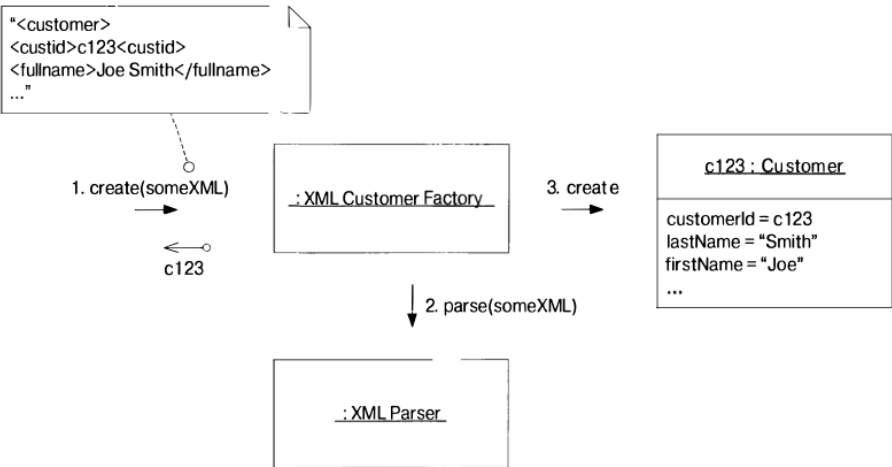 “<customer>
<custid>c123<custid>
<fullname>Joe Smith</fullname>
...”
1. create(someXML)
c123
: XML Customer Factory
3. create
c123 : Customer
customerId = c123
lastName = “Smith”
firstName = “Joe”
...
2. parse(someXML)
: XML Parser